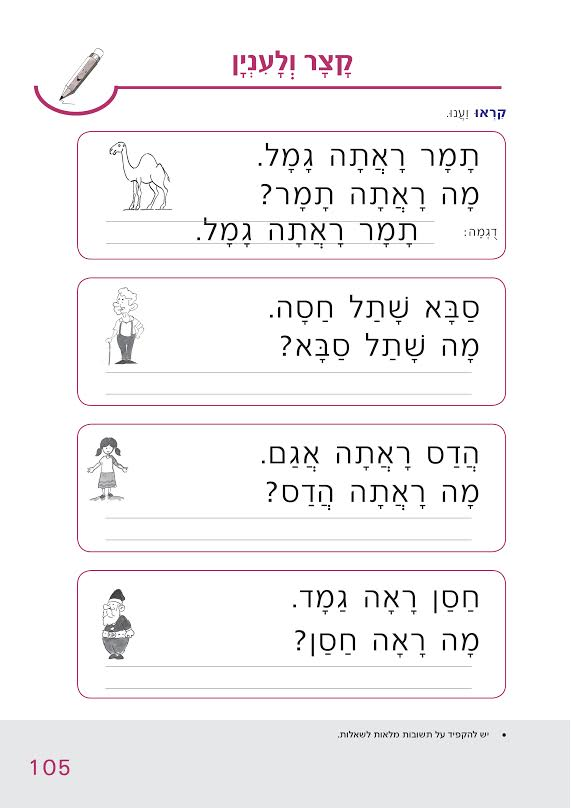 קָצָר וְלָעִנְיָן
קִרְאוּ וַעֲנוּ.
תָּמָר רָאֲתָה גָּמָל.
מָה רָאֲתָה תָּמָר?
דֻגְמָה: תָּמָר רָאֲתָה גָּמָל.
סַבָּא שָׁתַל חַסָּה.
מָה שָׁתַל סַבָּא?
הֲדַס רָאֲתָה אֲגַם.
מָה רָאֲתָה הֲדַס?
חַסַן רָאָה גַּמָּד.
מָה רָאָה חַסַן?
• יש להקפיד על תשובות מלאות לשאלות.
105